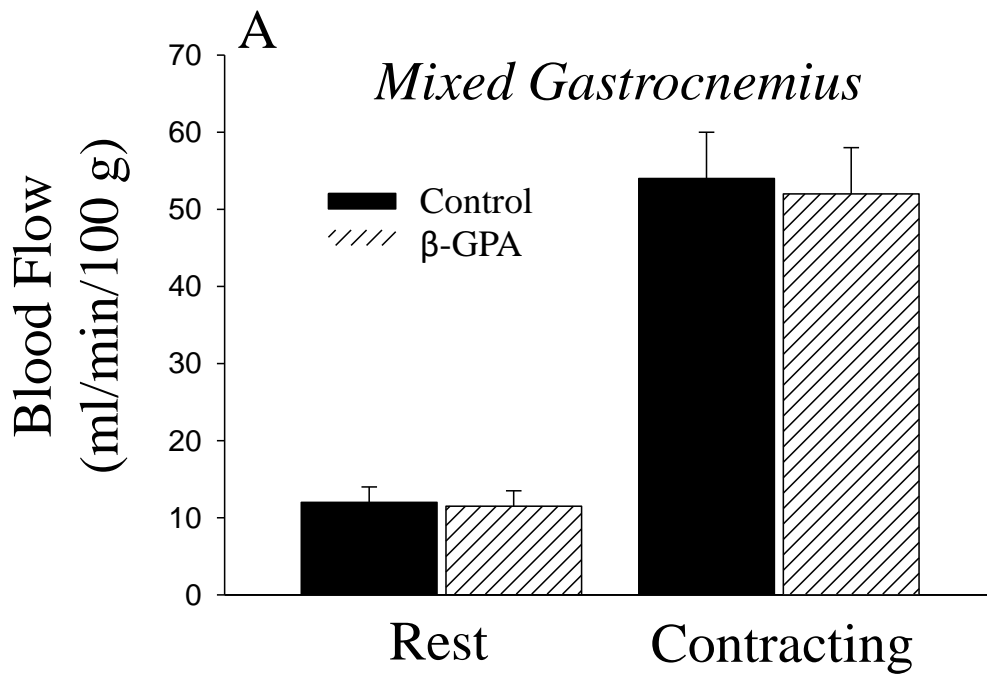 A
Mixed Gastrocnemius
Control
β-GPA
Blood Flow
(ml/min/100 g)
70
60
50
40
30
20
10
0
Rest
Contracting